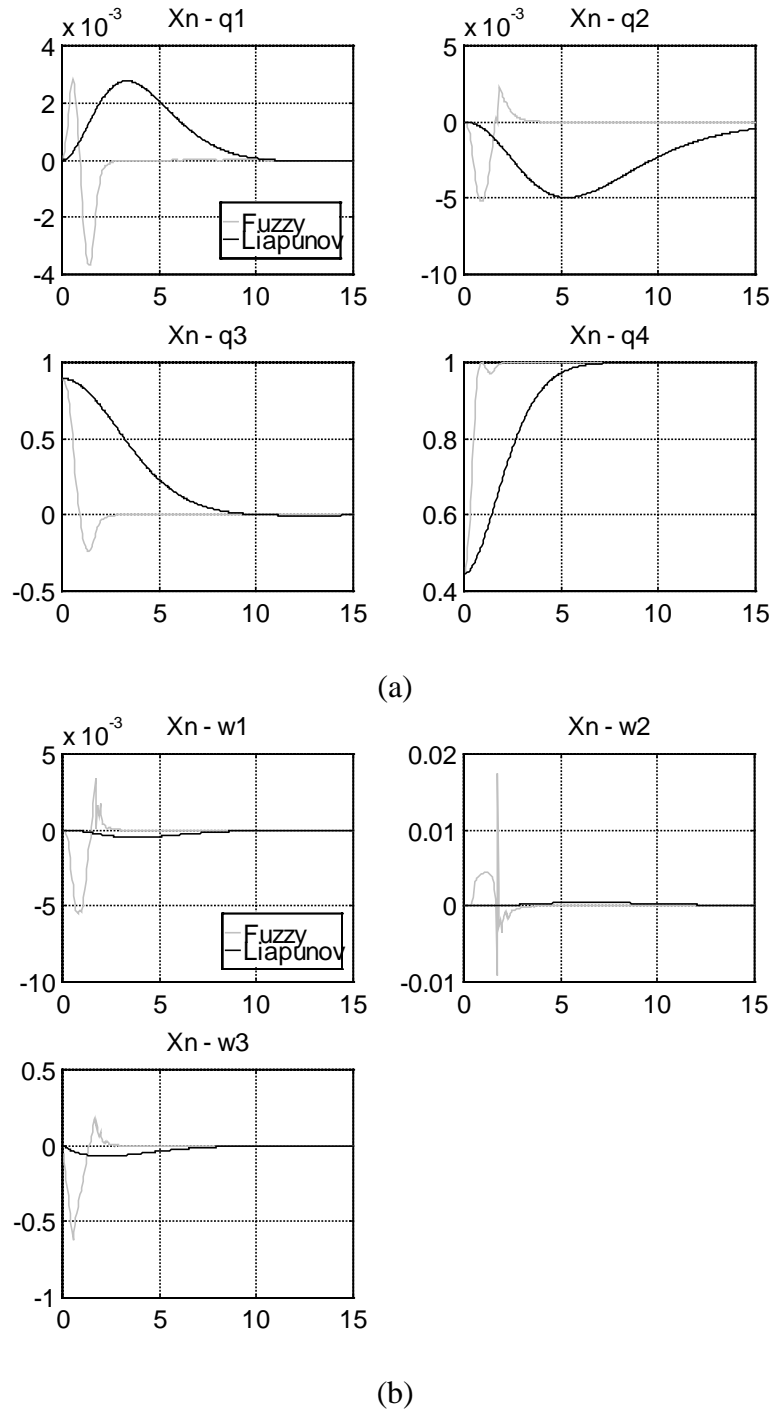 x 10-3
Xn - q1
4
2
0
-2
-4
0 5 10 15
Fuzzy
Liapunov
x 10-3
Xn - q2
5
0
-5
-10
0 5 10 15
Xn - q3
1
0.5
0
-0.5
0 5 10 15
Xn - q4
1
0.8
0.6
0.4
0 5 10 15
(a)
x 10-3
Xn - w1
5
0
-5
-10
0 5 10 15
Fuzzy
Liapunov
Xn - w2
0.02
0.01
0
-0.01
0 5 10 15
Xn - w3
0.5
0
-0.5
-1
0 5 10 15
(b)